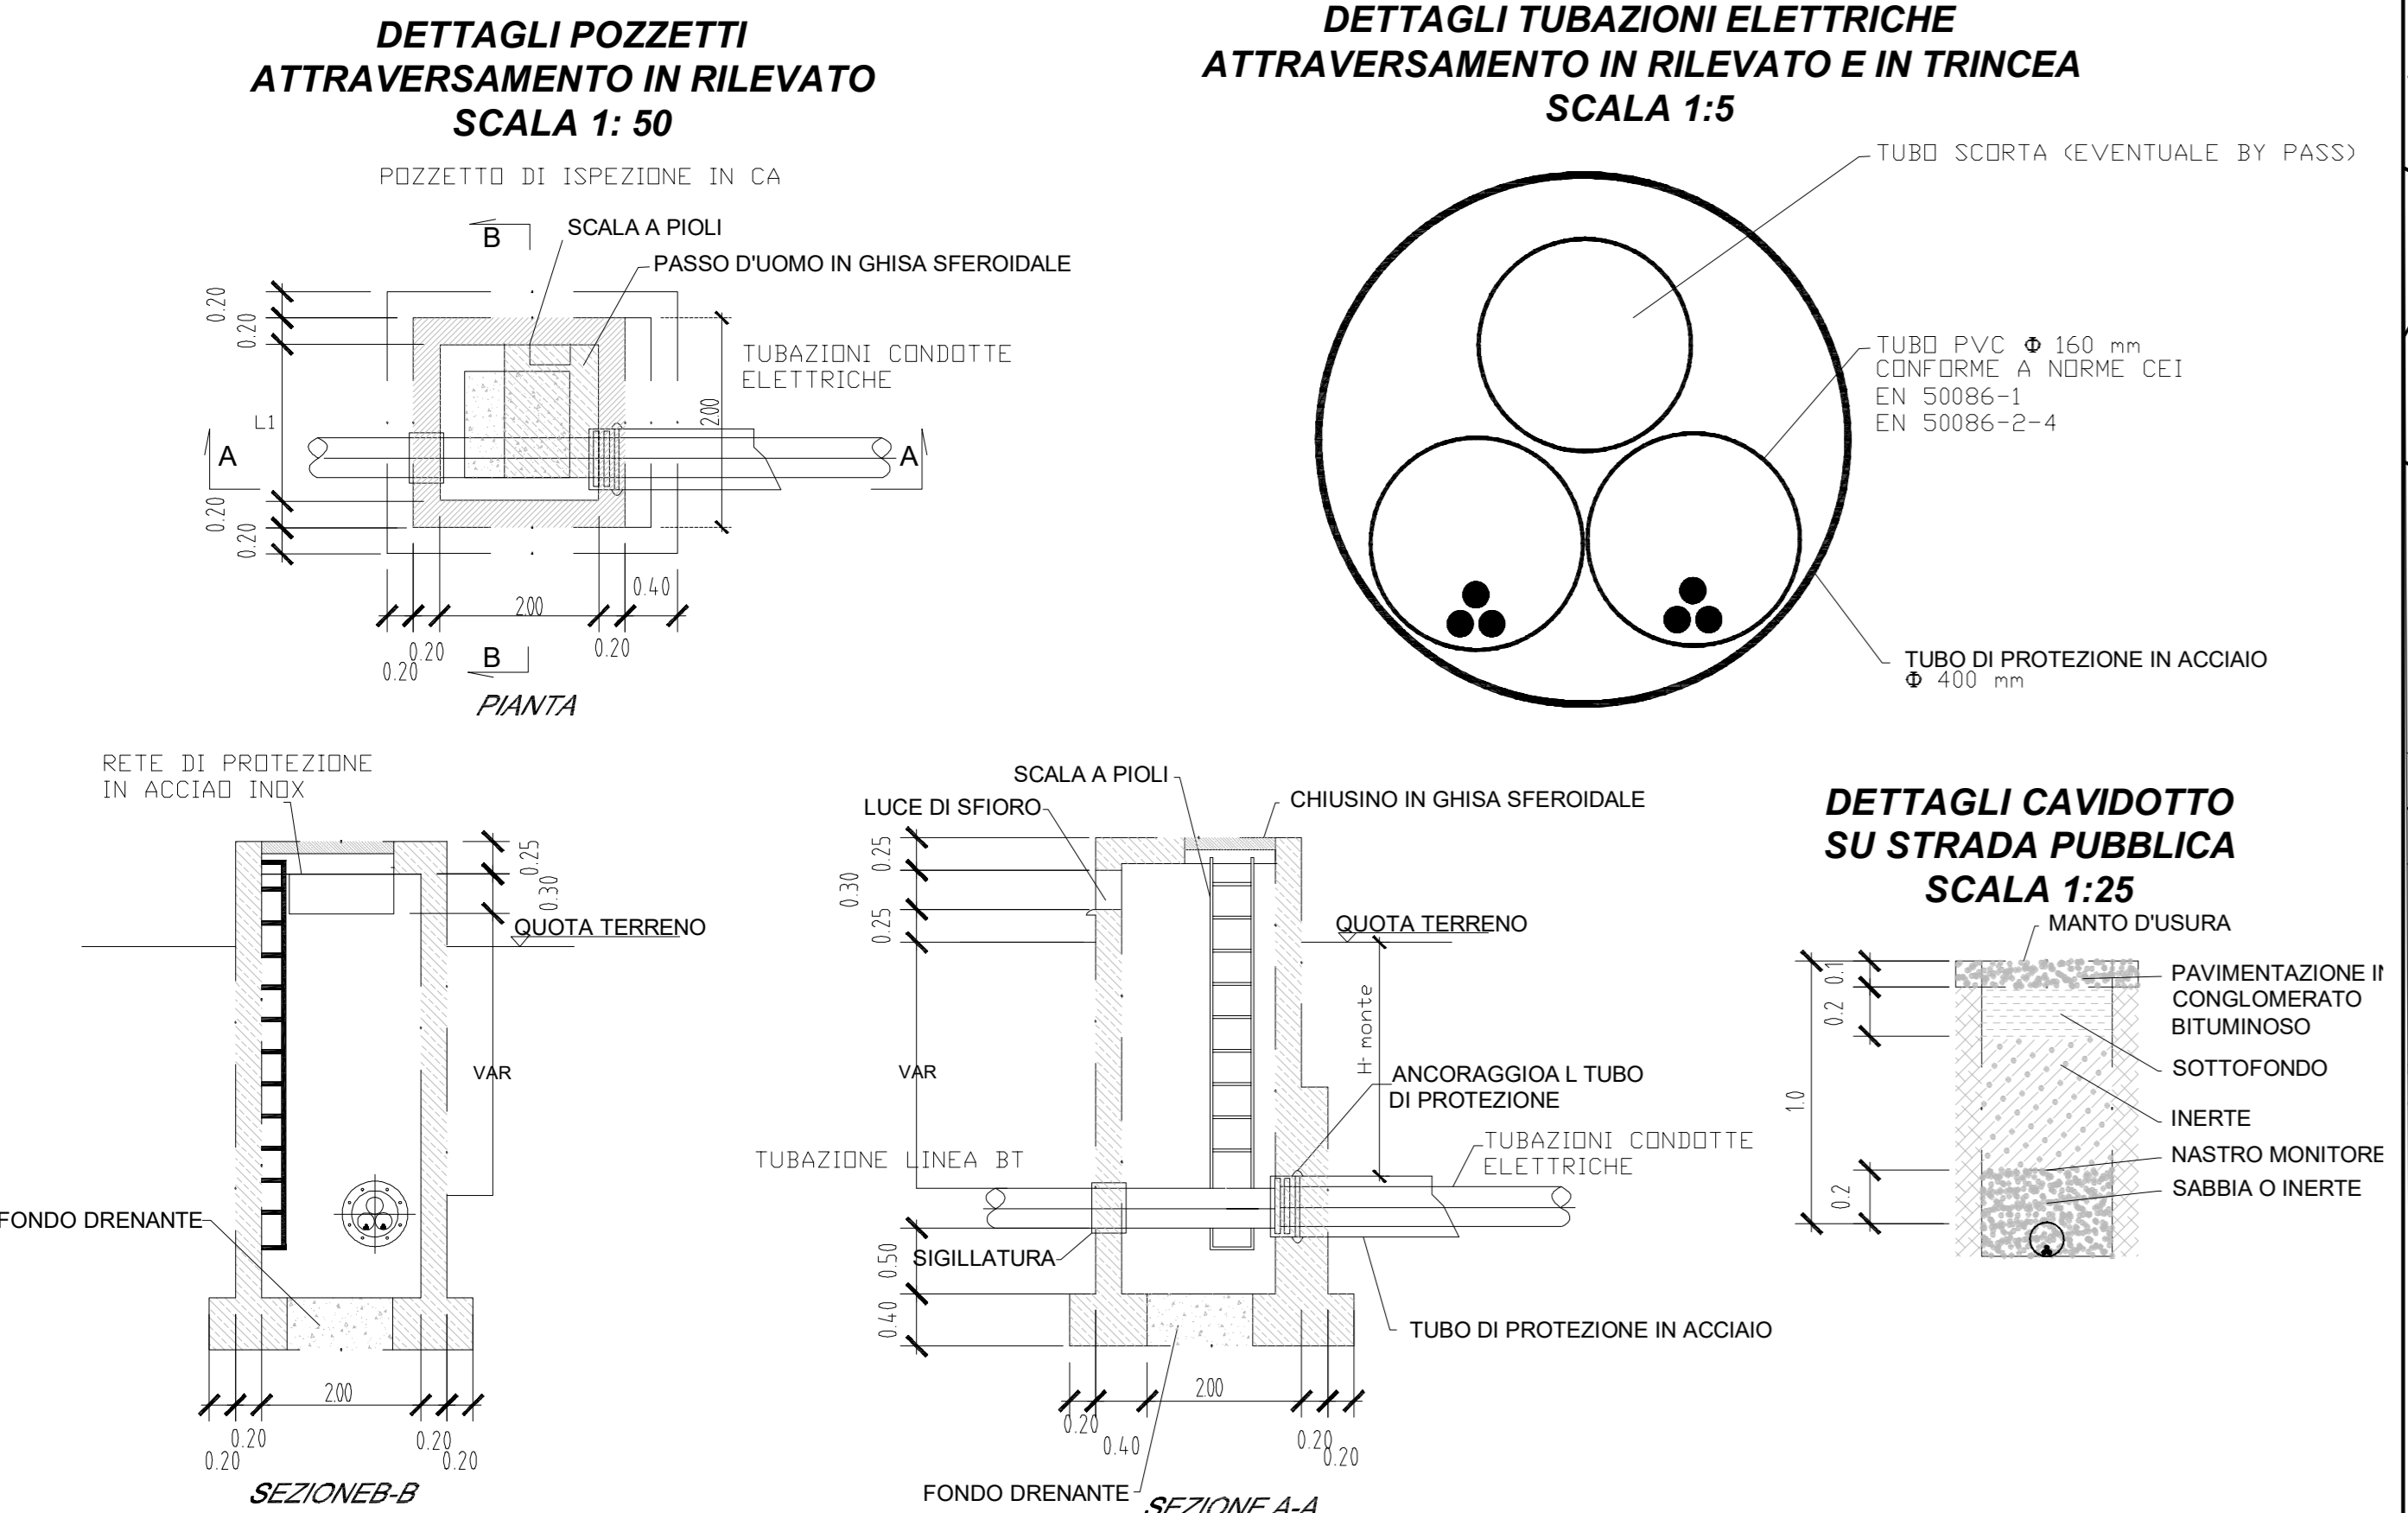 DETTAGLI POZZETTI
ATTRAVERSAMENTO IN RILEVATO
SCALA 1: 50
POZZETTO DI ISPEZIONE IN CA
B
SCALA A PIOLI
PASSO D'UOMO IN GHISA SFEROIDALE
0.20
0.20
TUBAZIONI CONDOTTE
ELETTRICHE
2.00
L1
A
A
0.20
0.20
0.40
2.00
0.20
0.20
0.20
B
PIANTA
DETTAGLI TUBAZIONI ELETTRICHE
ATTRAVERSAMENTO IN RILEVATO E IN TRINCEA
SCALA 1:5
TUBO SCORTA (EVENTUALE BY PASS)
TUBO PVC Φ 160 mm
CONFORME A NORME CEI
EN 50086-1
EN 50086-2-4
TUBO DI PROTEZIONE IN ACCIAIO
Φ 400 mm
RETE DI PROTEZIONE
IN ACCIAO INOX
0.25
0.30
QUOTA TERRENO
VAR
FONDO DRENANTE
2.00
0.20
0.20
0.20
0.20
SEZIONEB-B
SCALA A PIOLI
LUCE DI SFIORO
CHIUSINO IN GHISA SFEROIDALE
0.25
0.30
0.25
QUOTA TERRENO
H- monte
VAR
ANCORAGGIOA L TUBO
DI PROTEZIONE
TUBAZIONE LINEA BT
TUBAZIONI CONDOTTE
ELETTRICHE
SIGILLATURA
0.50
0.40
TUBO DI PROTEZIONE IN ACCIAIO
2.00
0.20
0.40
0.20
0.20
FONDO DRENANTE
SEZIONE A-A
DETTAGLI CAVIDOTTO
SU STRADA PUBBLICA
SCALA 1:25
MANTO D'USURA
0.1
PAVIMENTAZIONE IN
CONGLOMERATO
BITUMINOSO
0.2
SOTTOFONDO
1.0
INERTE
NASTRO MONITORE
0.2
SABBIA O INERTE